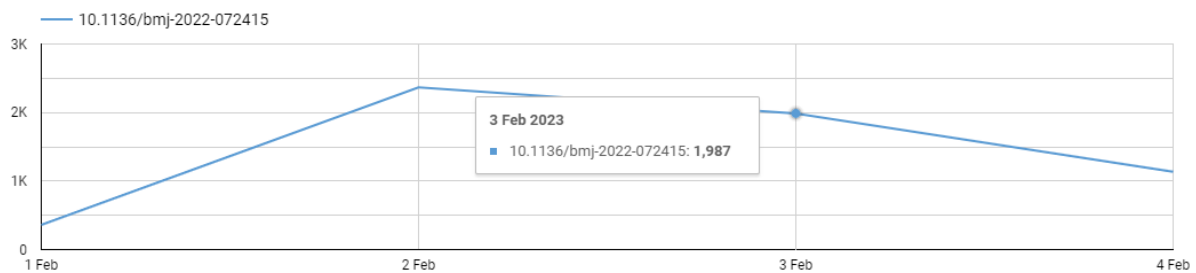 10.1136/bmj-2022-072415
3K
2K
1K
0
3 Feb 2023
10.1136/bmj-2022-072415: 1,987
1 Feb
2 Feb
3 Feb
4 Feb